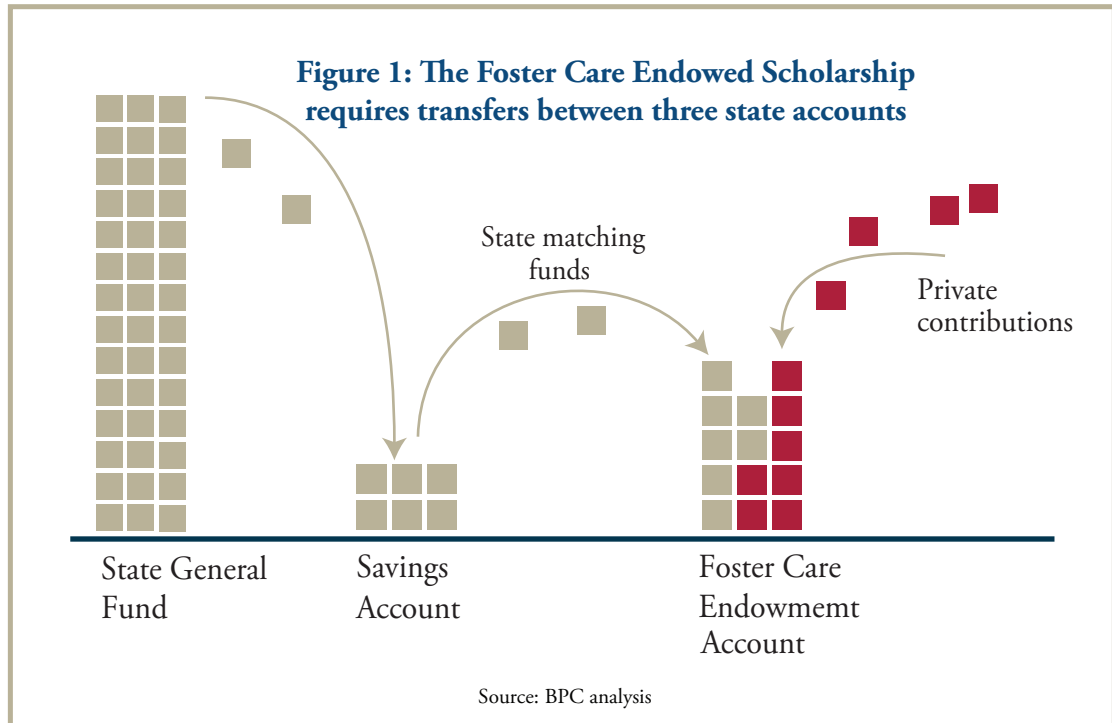 Figure 1: The Foster Care Endowed Scholarship
requires transfers between three state accounts
State matching
funds
Private
contributions
State General
Fund
Savings
Account
Foster Care
Endowmemt
Account
Source: BPC analysis